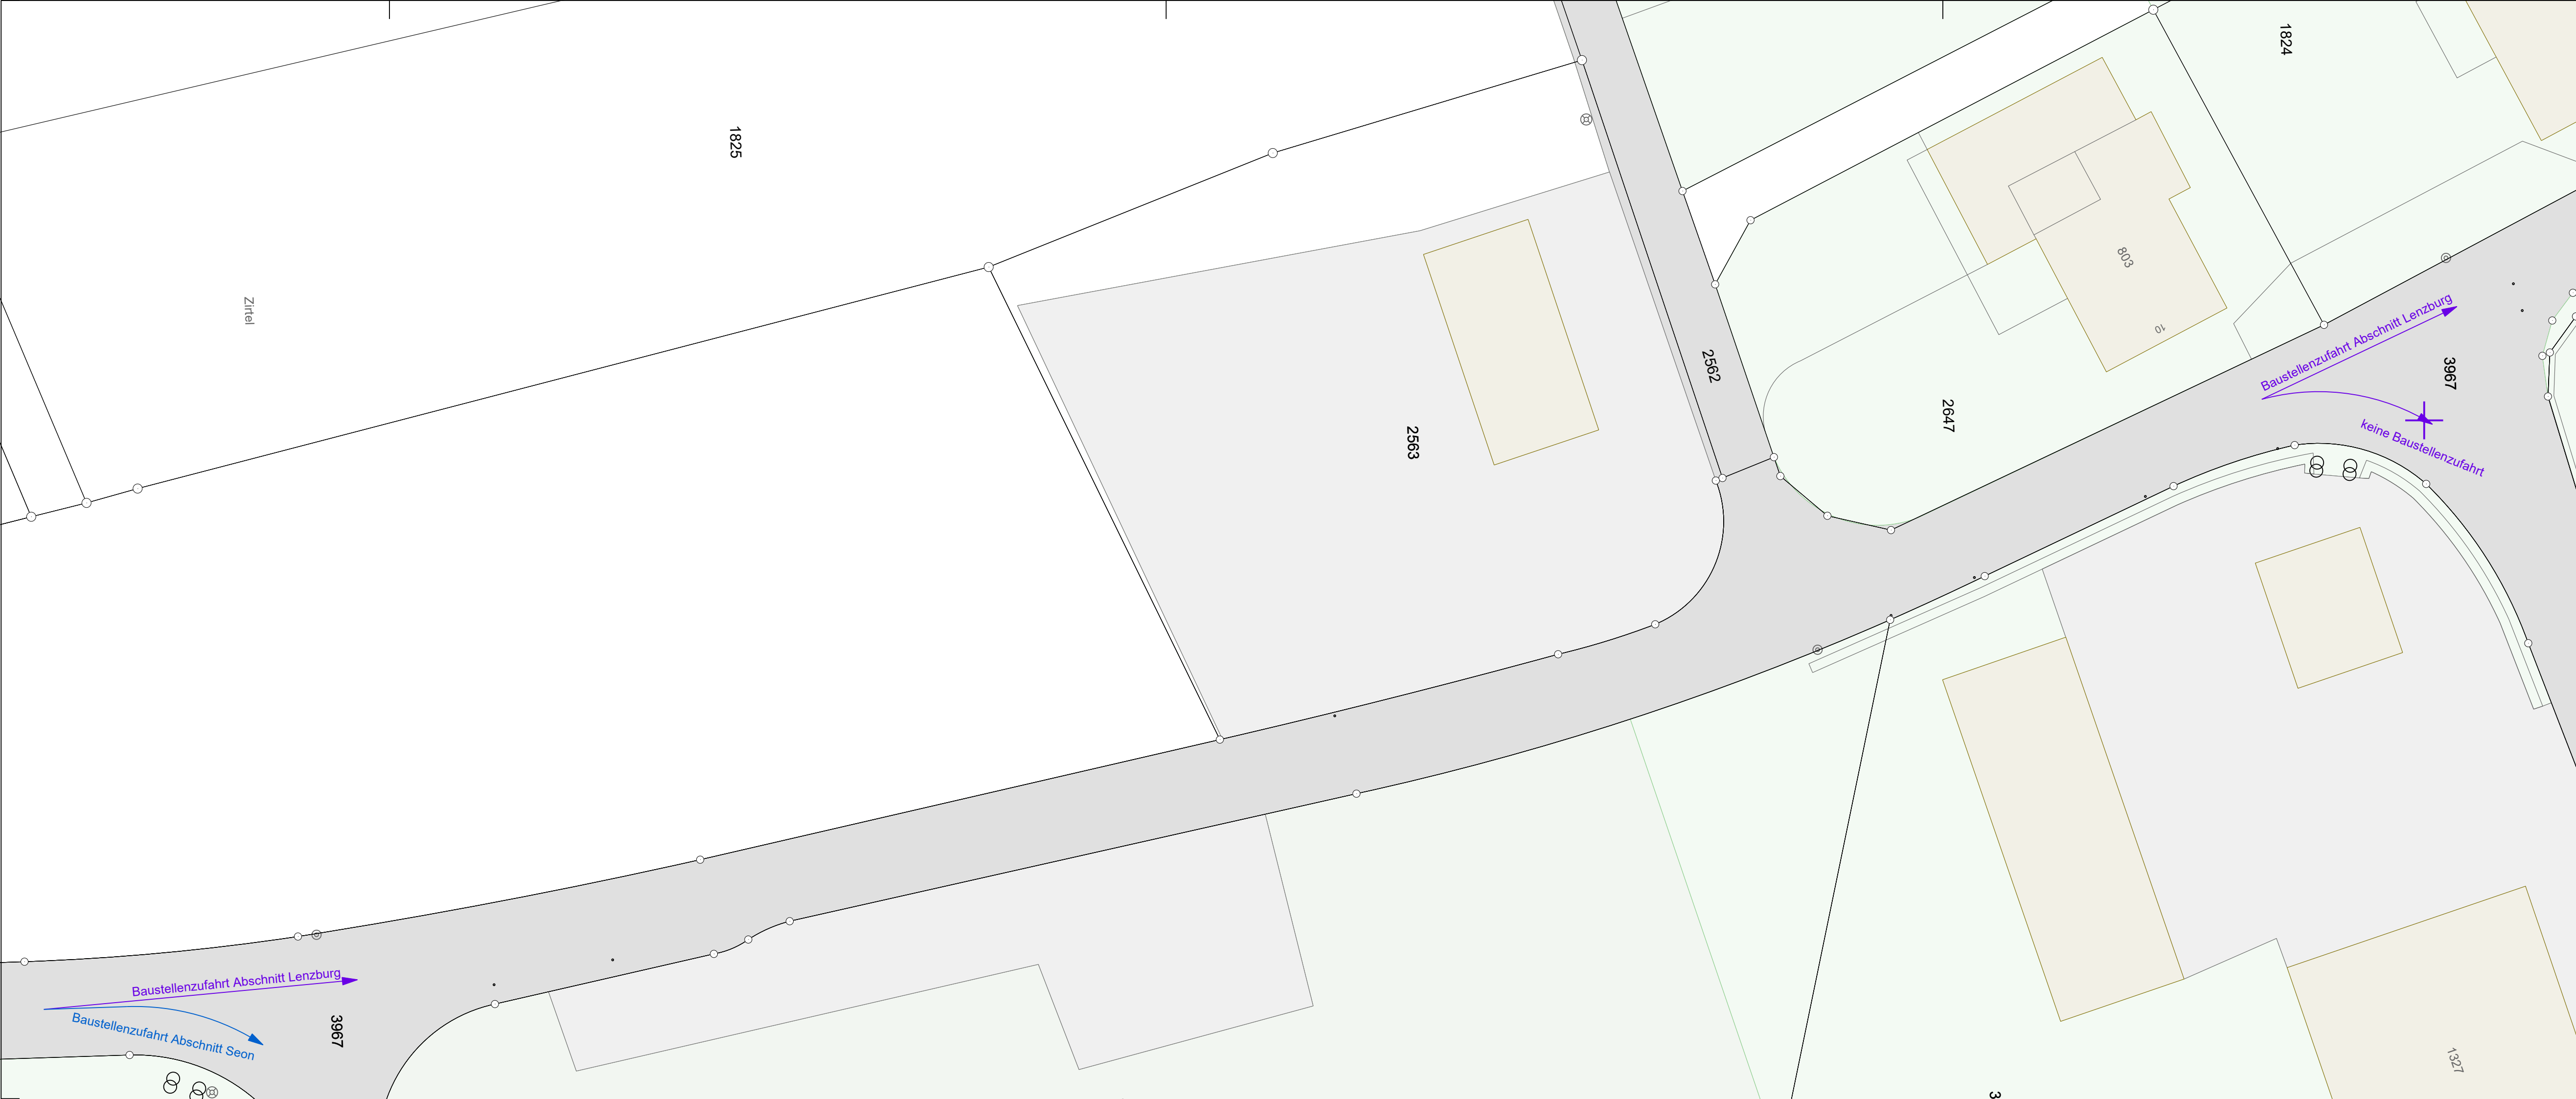 1824
1825
803
Zirtel
10
Baustellenzufahrt Abschnitt Lenzburg
2562
3967
2647
2563
keine Baustellenzufahrt
Baustellenzufahrt Abschnitt Lenzburg
3967
Baustellenzufahrt Abschnitt Seon
1327
3